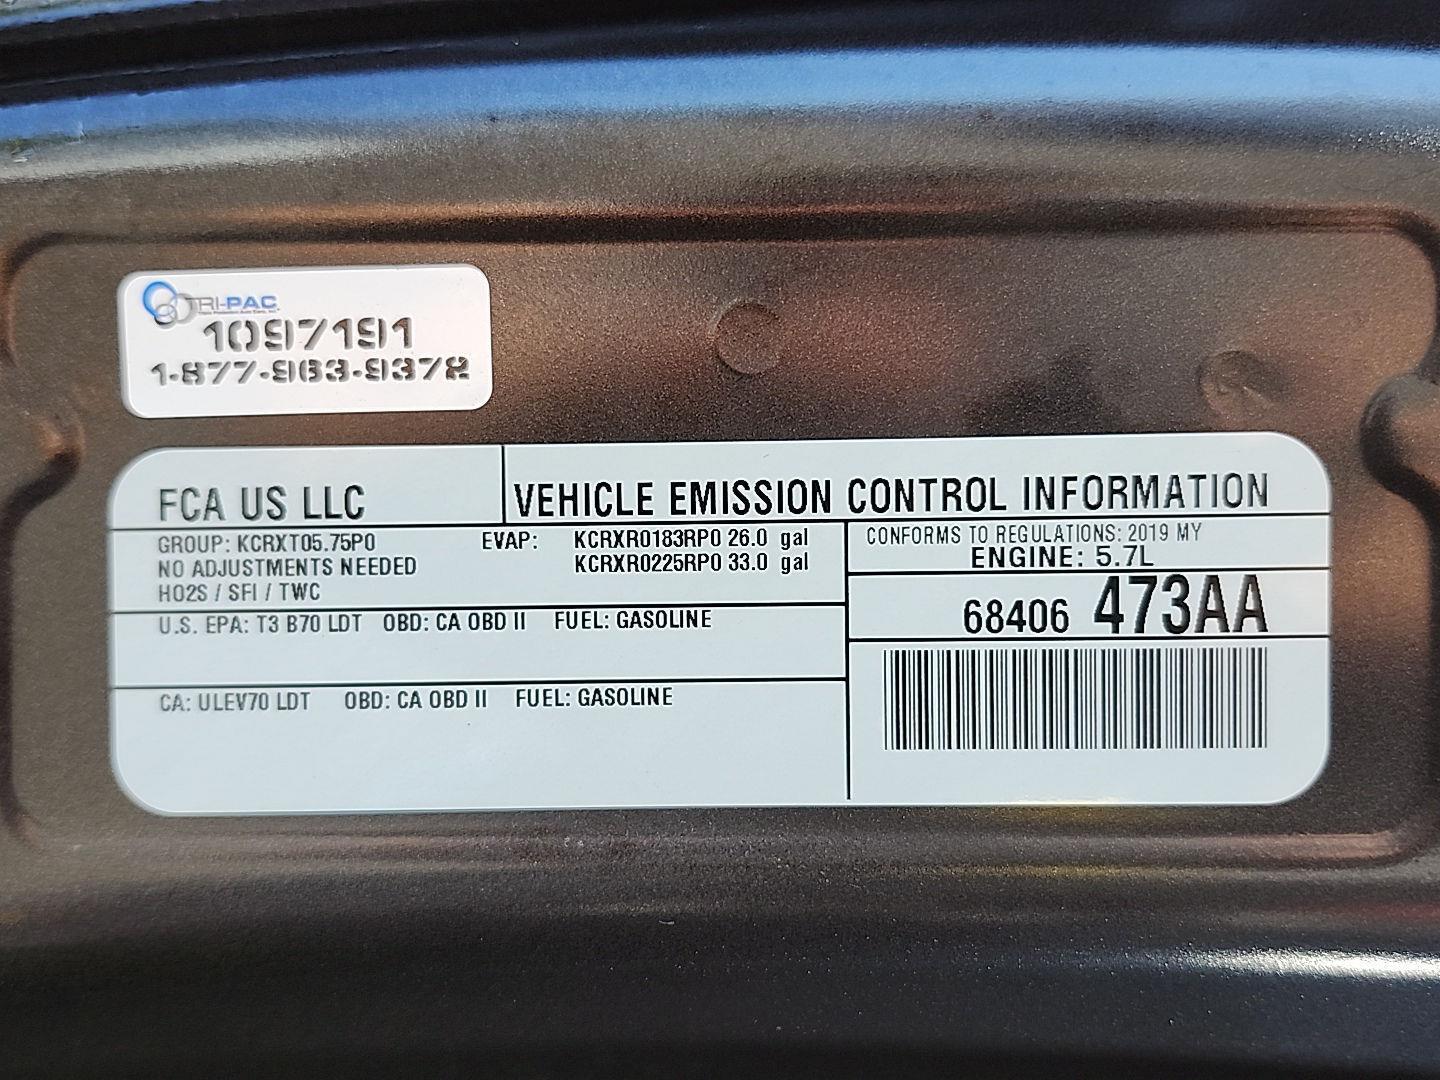 TRI-PAC
1097191
1-877-963-9372
FCA US LLC
VEHICLE EMISSION CONTROL INFORMATION
GROUP: KCRXT05.75P0
EVAP: KCRXR0183RP0 26.0 gal
NO ADJUSTMENTS NEEDED
KCRXR0225RP0 33.0 gal
HO2S / SFI / TWC
CONFORMS TO REGULATIONS: 2019 MY
ENGINE: 5.7L
68406 473AA
U.S. EPA: T3 B70 LDT OBD: CA OBD II FUEL: GASOLINE
CA: ULEV70 LDT OBD: CA OBD II FUEL: GASOLINE